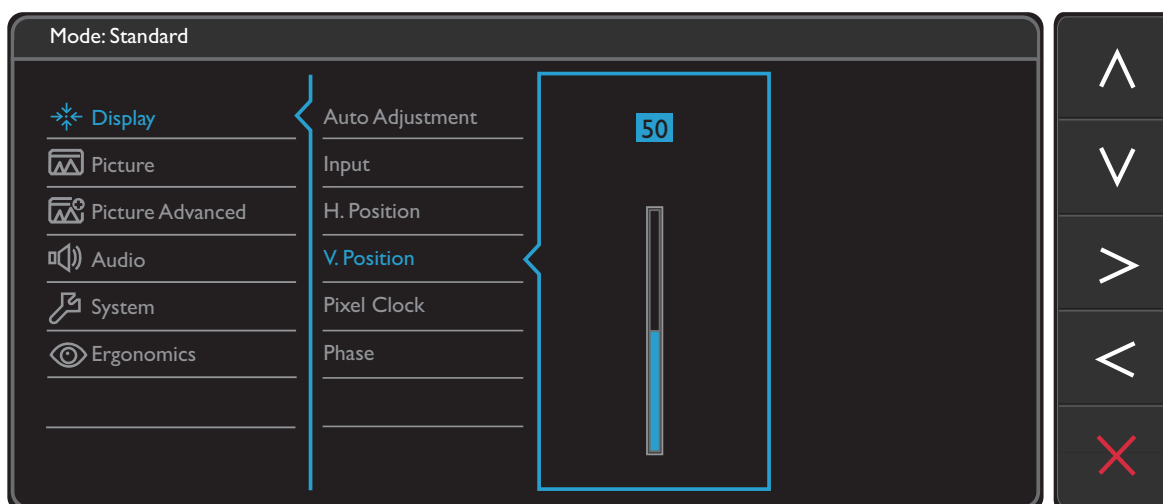 Mode: Standard
Display
Picture
Picture Advanced
Audio
System
Ergonomics
Auto Adjustment
Input
H. Position
V. Position
Pixel Clock
Phase
50